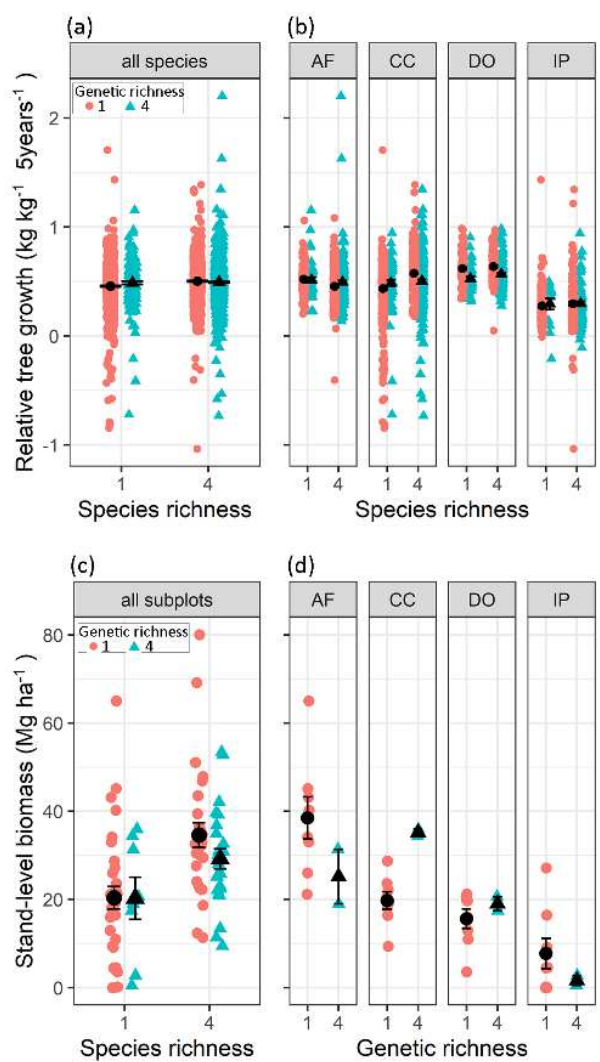 (a)
(b)
all species
AF
CC
DO
IP
Genetic richness
1
4
2
1
0
-1
Relative tree growth (kg kg⁻¹ 5years⁻¹)
1
4
1
4
1
4
1
4
1
4
Species richness
Species richness
(c)
(d)
all subplots
AF
CC
DO
IP
Genetic richness
1
4
80
60
40
20
0
Stand-level biomass (Mg ha⁻¹)
1
4
1
4
1
4
1
4
1
4
Species richness
Genetic richness